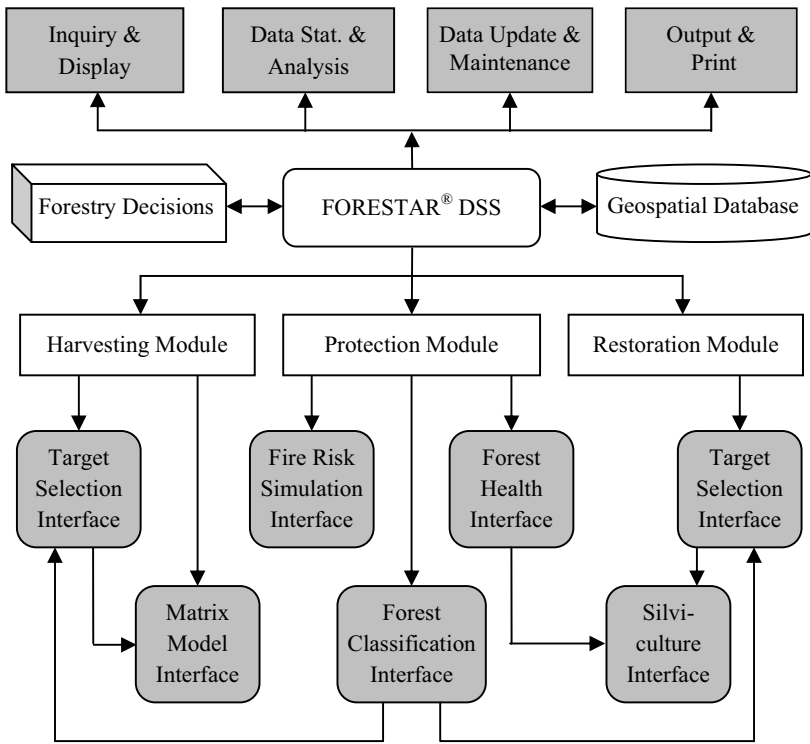 Inquiry &
Display
Data Stat. &
Analysis
Data Update &
Maintenance
Output &
Print
Forestry Decisions
FORESTAR® DSS
Geospatial Database
Harvesting Module
Protection Module
Restoration Module
Target
Selection
Interface
Fire Risk
Simulation
Interface
Forest
Health
Interface
Target
Selection
Interface
Matrix
Model
Interface
Forest
Classification
Interface
Silvi-
culture
Interface